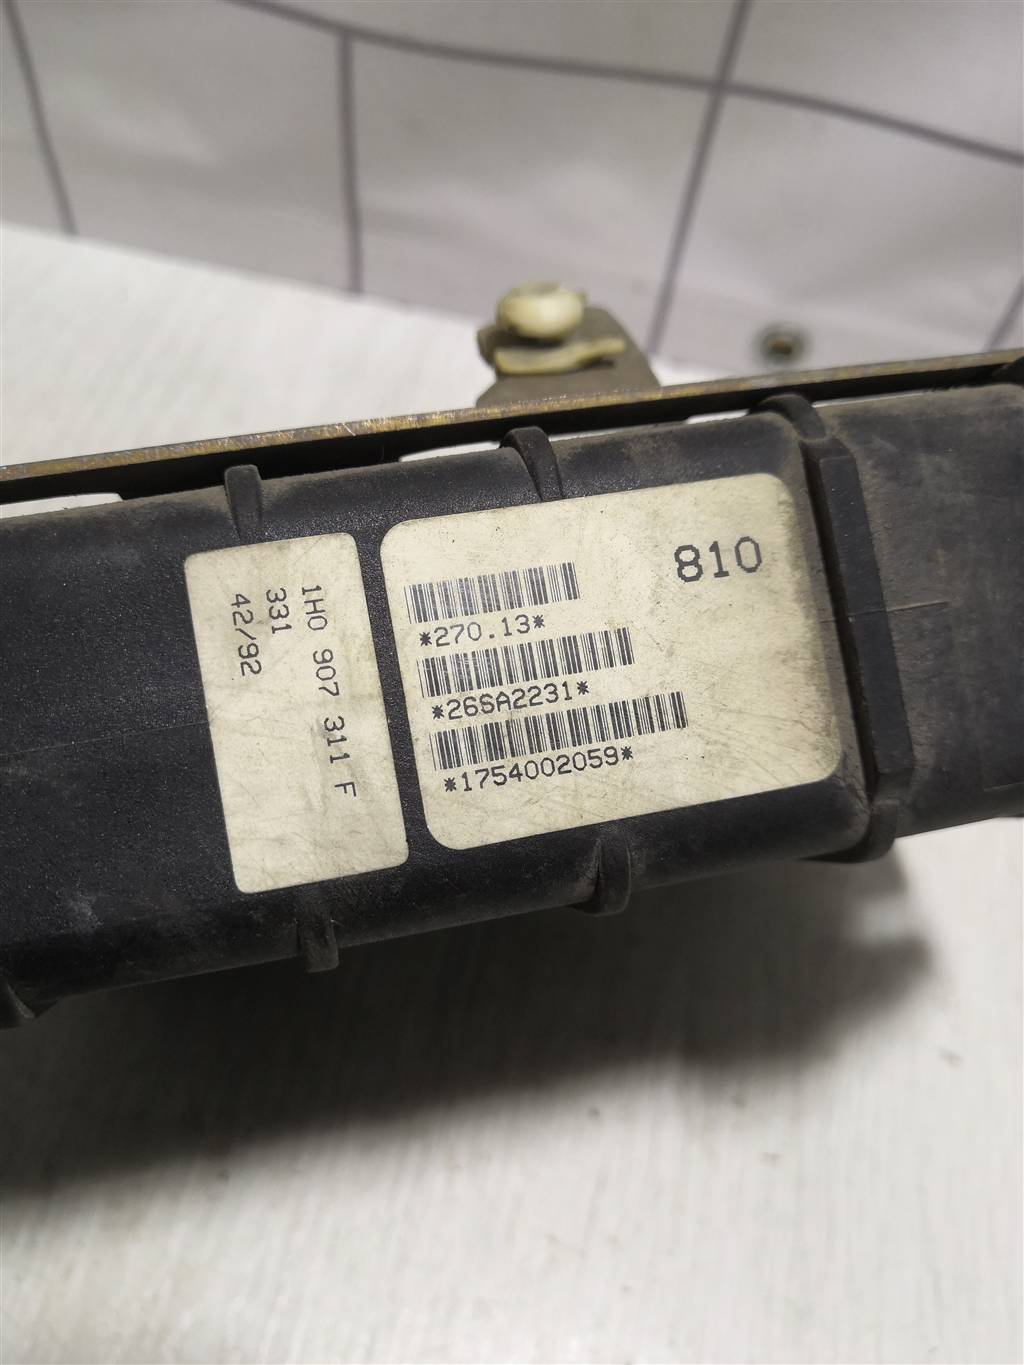 1H0 907 311 F
331
42/92
810
*270.13*
*26SA2231*
*1754002059*